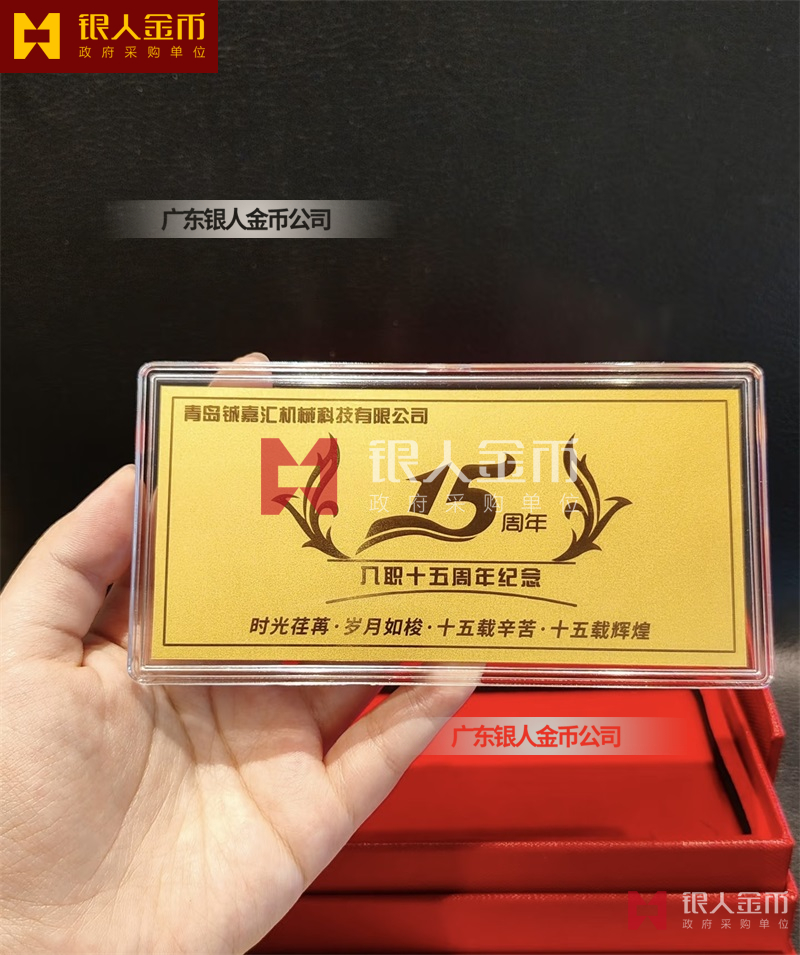 银人金币
政府采购单位
广东银人金币公司
青岛铖嘉汇机械科技有限公司
银人金币
政府采购单位
15周年
入职十五周年纪念
时光荏苒·岁月如梭·十五载辛苦·十五载辉煌
广东银人金币公司
银人金币
政府采购单位